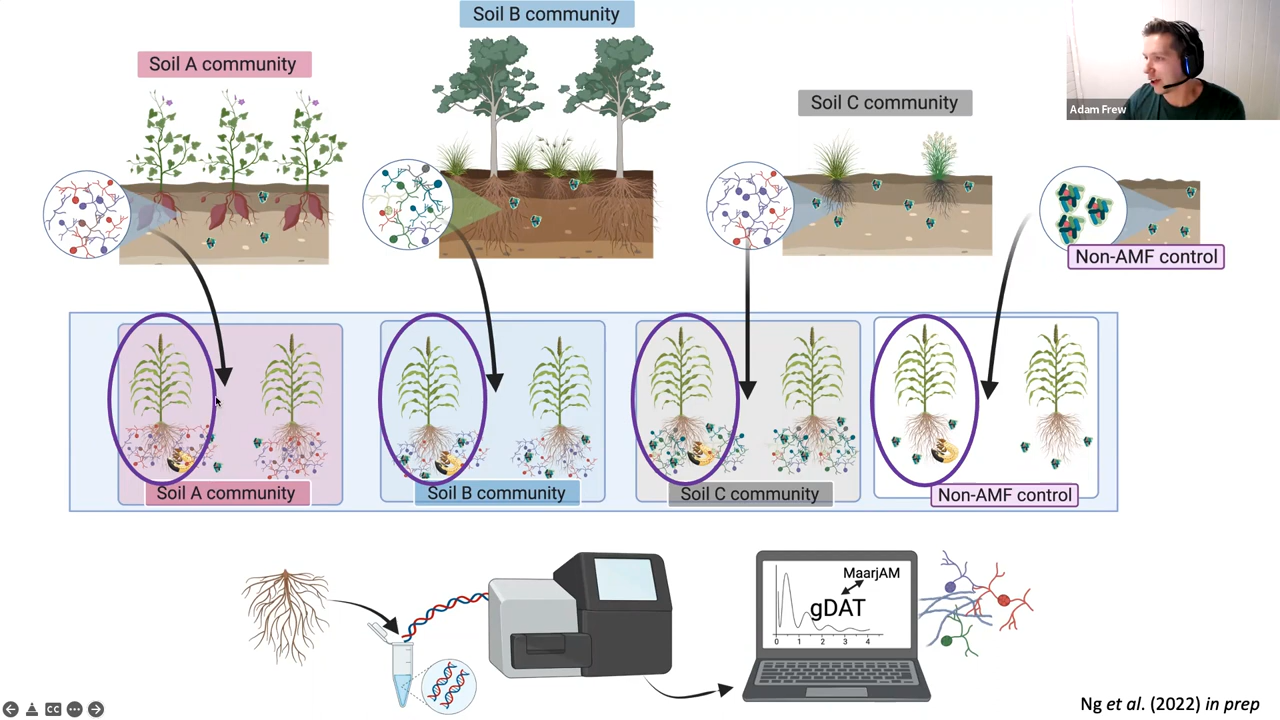 Soil B community
Soil A community
Soil C community
Adam Frew
Non-AMF control
Soil A community
Soil B community
Soil C community
Non-AMF control
MaarjAM
gDAT
0 1 2 3 4
CC
Ng et al. (2022) in prep